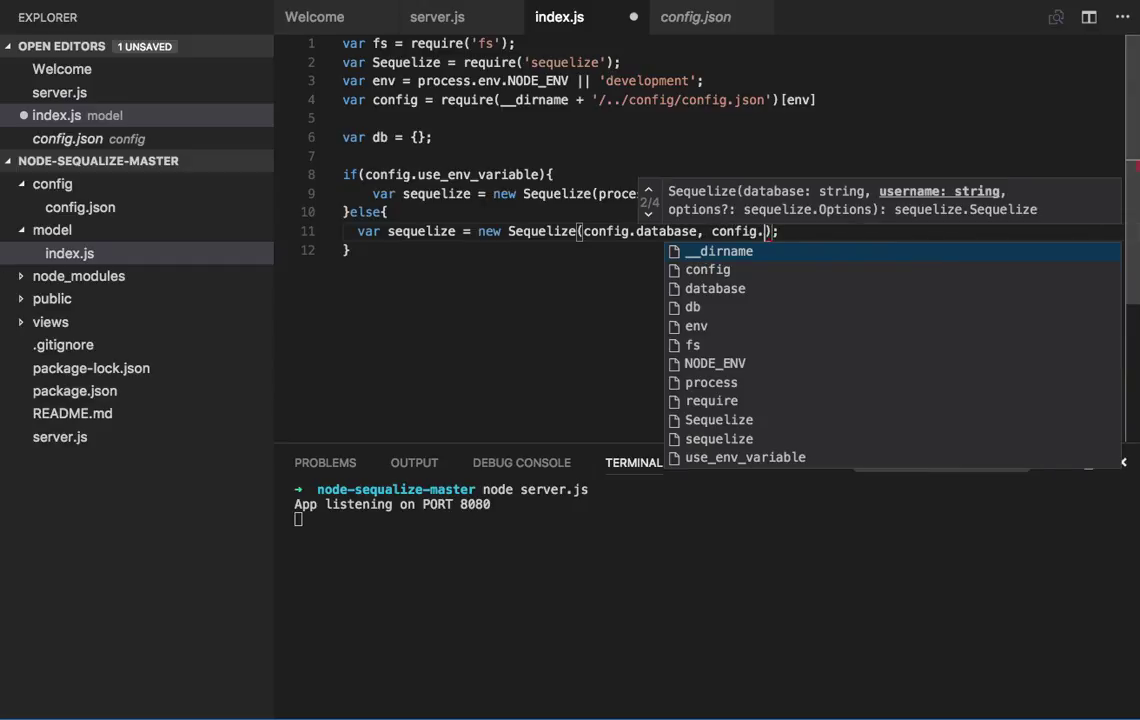 EXPLORER
OPEN EDITORS 1 UNSAVED
Welcome
server.js
index.js model
config.json config
NODE-SEQUALIZE-MASTER
config
config.json
model
index.js
node_modules
public
views
.gitignore
package-lock.json
package.json
README.md
server.js
Welcome server.js index.js config.json
1 var fs = require('fs');
2 var Sequelize = require('sequelize');
3 var env = process.env.NODE_ENV || 'development';
4 var config = require(__dirname + '/../config/config.json')[env]
5
6 var db = {};
7
8 if(config.use_env_variable){
9 var sequelize = new Sequelize(proce
10 }else{
11 var sequelize = new Sequelize(config.database, config.);
12 }
2/4
Sequelize(database: string, username: string,
options?: sequelize.Options): sequelize.Sequelize
__dirname
config
database
db
env
fs
NODE_ENV
process
require
Sequelize
sequelize
use_env_variable
PROBLEMS OUTPUT DEBUG CONSOLE TERMINAL
➜ node-sequalize-master node server.js
App listening on PORT 8080